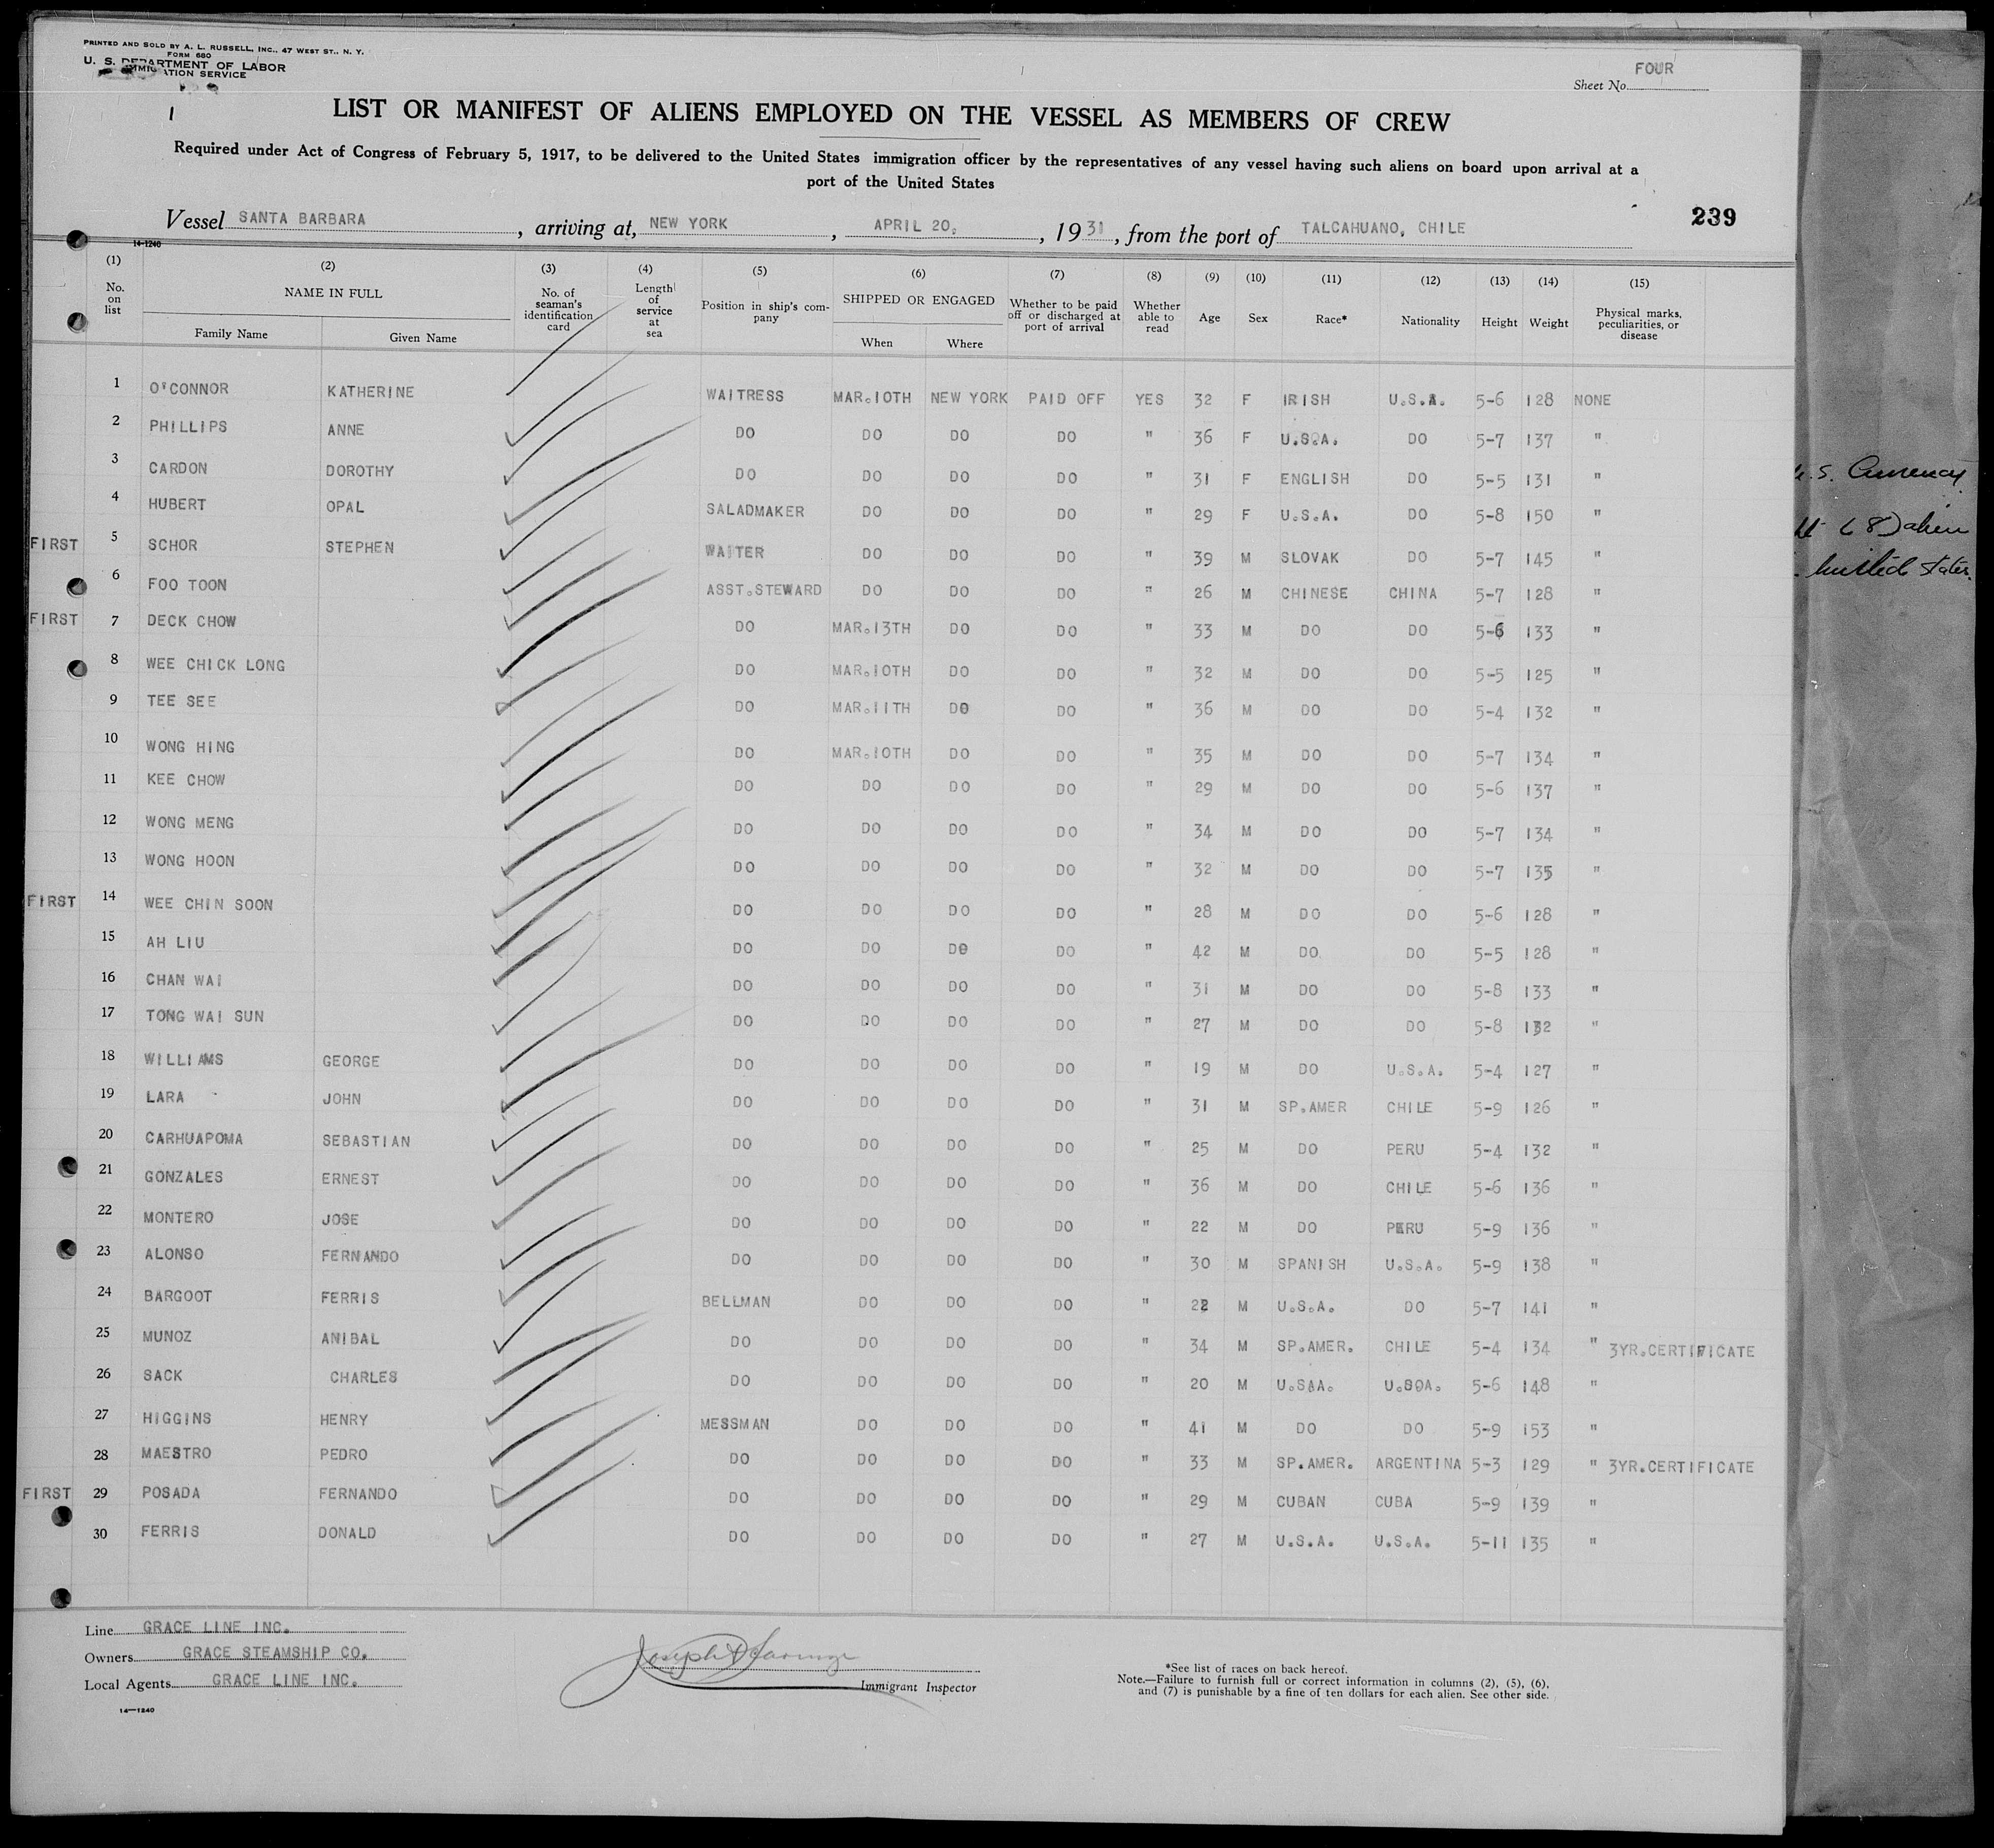 PRINTED AND SOLD BY A. L. RUSSELL, INC., 47 WEST ST., N. Y.
FORM 680
U. S. DEPARTMENT OF LABOR
IMMIGRATION SERVICE
FOUR
Sheet No.
LIST OR MANIFEST OF ALIENS EMPLOYED ON THE VESSEL AS MEMBERS OF CREW
Required under Act of Congress of February 5, 1917, to be delivered to the United States immigration officer by the representatives of any vessel having such aliens on board upon arrival at a
port of the United States
Vessel SANTA BARBARA, arriving at, NEW YORK, APRIL 20, 1931, from the port of TALCAHUANO, CHILE
239
14-1240
(1) (2) (3) (4) (5) (6) (7) (8) (9) (10) (11) (12) (13) (14) (15)
No. on list NAME IN FULL Family Name Given Name No. of seaman's identification card Length of service at sea Position in ship's company SHIPPED OR ENGAGED When Where Whether to be paid off or discharged at port of arrival Whether able to read Age Sex Race* Nationality Height Weight Physical marks, peculiarities, or disease
1 O'CONNOR KATHERINE WAITRESS MAR.10TH NEW YORK PAID OFF YES 32 F IRISH U.S.A. 5-6 128 NONE
2 PHILLIPS ANNE DO DO DO DO " 36 F U.S.A. DO 5-7 137 "
3 CARDON DOROTHY DO DO DO DO " 31 F ENGLISH DO 5-5 131 "
4 HUBERT OPAL SALADMAKER DO DO DO " 29 F U.S.A. DO 5-8 150 "
FIRST 5 SCHOR STEPHEN WAITER DO DO DO " 39 M SLOVAK DO 5-7 145 "
6 FOO TOON ASST.STEWARD DO DO DO " 26 M CHINESE CHINA 5-7 128 "
FIRST 7 DECK CHOW DO MAR.13TH DO DO " 33 M DO DO 5-6 133 "
8 WEE CHICK LONG DO MAR.10TH DO DO " 32 M DO DO 5-5 125 "
9 TEE SEE DO MAR.11TH DO DO " 36 M DO DO 5-4 132 "
10 WONG HING DO MAR.10TH DO DO " 35 M DO DO 5-7 134 "
11 KEE CHOW DO DO DO DO " 29 M DO DO 5-6 137 "
12 WONG MENG DO DO DO DO " 34 M DO DO 5-7 134 "
13 WONG HOON DO DO DO DO " 32 M DO DO 5-7 135 "
FIRST 14 WEE CHIN SOON DO DO DO DO " 28 M DO DO 5-6 128 "
15 AH LIU DO DO DO DO " 42 M DO DO 5-5 128 "
16 CHAN WAI DO DO DO DO " 31 M DO DO 5-8 133 "
17 TONG WAI SUN DO DO DO DO " 27 M DO DO 5-8 132 "
18 WILLIAMS GEORGE DO DO DO DO " 19 M DO U.S.A. 5-4 127 "
19 LARA JOHN DO DO DO DO " 31 M SP.AMER CHILE 5-9 126 "
20 CARHUAPOMA SEBASTIAN DO DO DO DO " 25 M DO PERU 5-4 132 "
21 GONZALES ERNEST DO DO DO DO " 36 M DO CHILE 5-6 136 "
22 MONTERO JOSE DO DO DO DO " 22 M DO PERU 5-9 136 "
23 ALONSO FERNANDO DO DO DO DO " 30 M SPANISH U.S.A. 5-9 138 "
24 BARGOOT FERRIS BELLMAN DO DO DO " 22 M U.S.A. DO 5-7 141 "
25 MUNOZ ANIBAL DO DO DO DO " 34 M SP.AMER. CHILE 5-4 134 " 3YR.CERTIFICATE
26 SACK CHARLES DO DO DO DO " 20 M U.S.A. U.S.A. 5-6 148 "
27 HIGGINS HENRY MESSMAN DO DO DO " 41 M DO DO 5-9 153 "
28 MAESTRO PEDRO DO DO DO DO " 33 M SP.AMER. ARGENTINA 5-3 129 " 3YR.CERTIFICATE
FIRST 29 POSADA FERNANDO DO DO DO DO " 29 M CUBAN CUBA 5-9 139 "
30 FERRIS DONALD DO DO DO DO " 27 M U.S.A. U.S.A. 5-11 135 "
Line GRACE LINE INC.
Owners GRACE STEAMSHIP CO.
Local Agents GRACE LINE INC.
14-1240
Joseph
Immigrant Inspector
*See list of races on back hereof.
Note.—Failure to furnish full or correct information in columns (2), (5), (6),
and (7) is punishable by a fine of ten dollars for each alien. See other side.
S. Currency
(8) alien
United States.